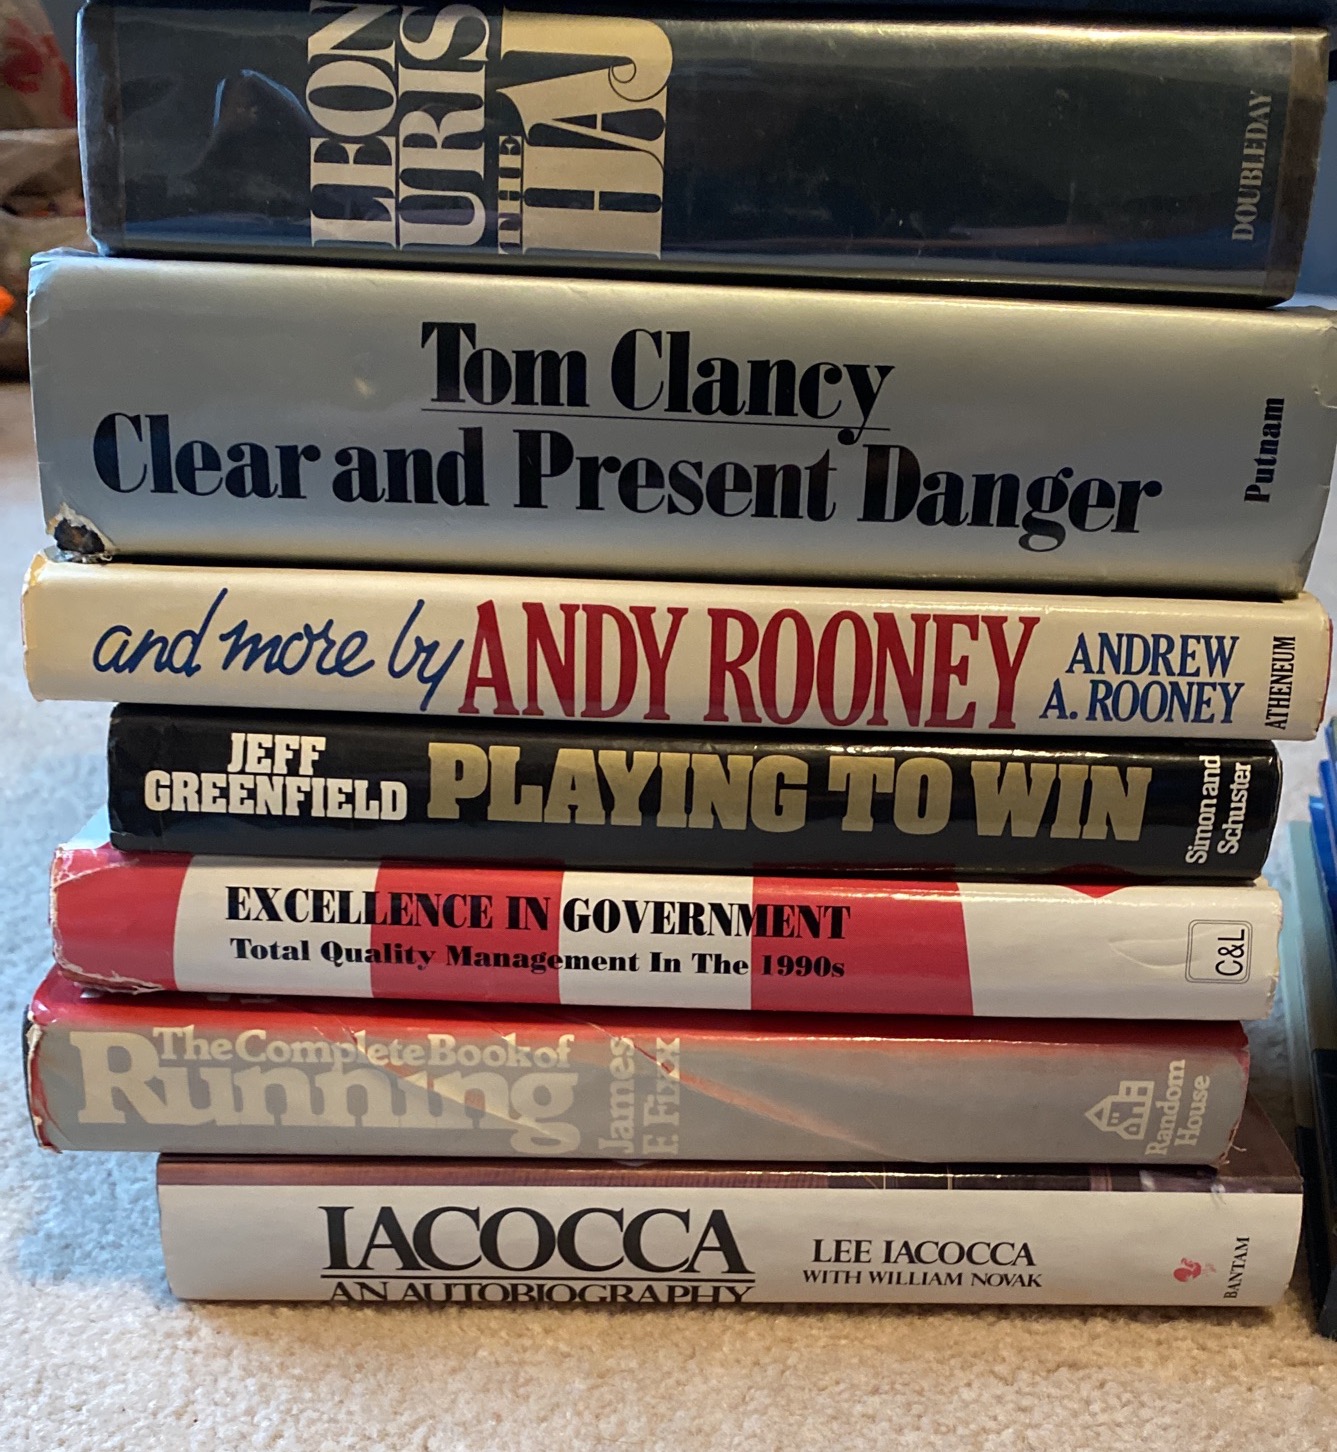 LEON
URIS
THE
HAJ
DOUBLEDAY
Tom Clancy
Clear and Present Danger
Putnam
and more by ANDY ROONEY
ANDREW
A. ROONEY
ATHENEUM
JEFF
GREENFIELD
PLAYING TO WIN
Simon and
Schuster
EXCELLENCE IN GOVERNMENT
Total Quality Management In The 1990s
C&L
The Complete Book of
Running
James
F. Fixx
Random
House
IACOCCA
AN AUTOBIOGRAPHY
LEE IACOCCA
WITH WILLIAM NOVAK
BANTAM